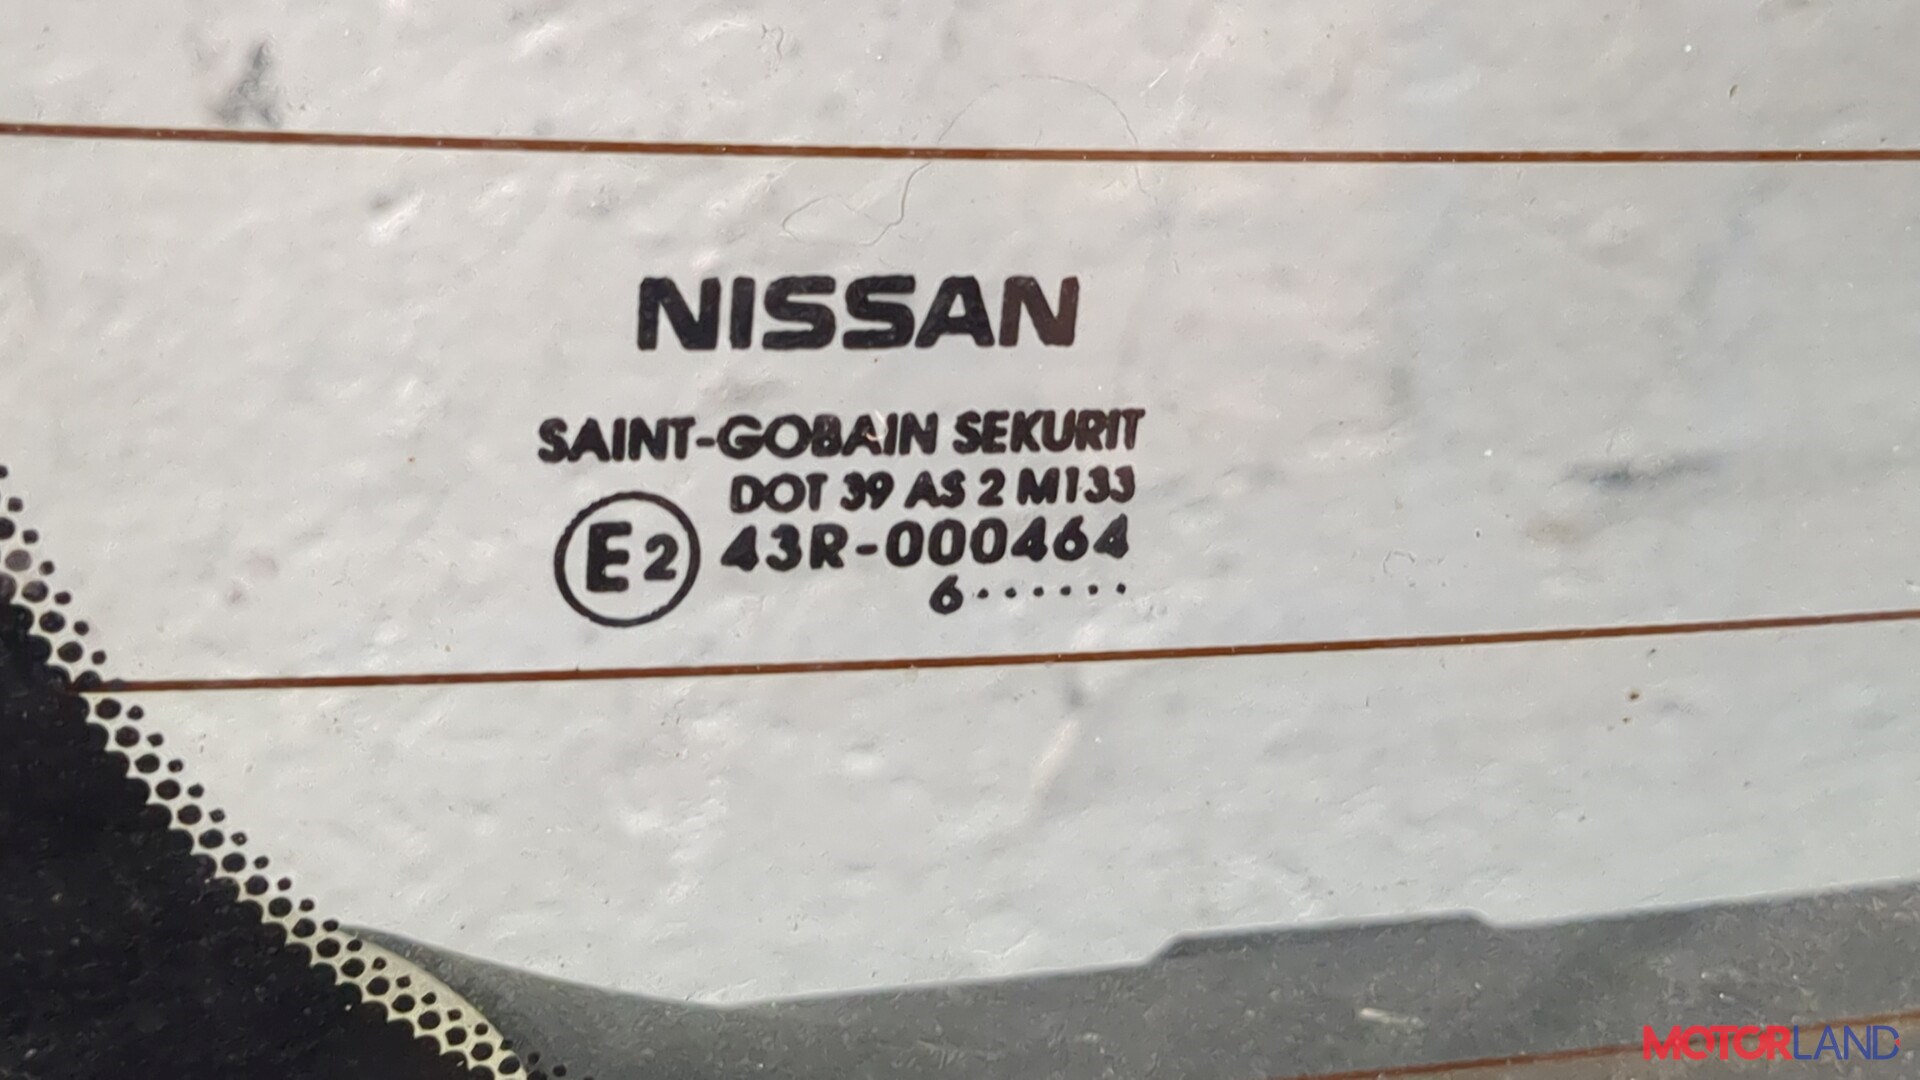 NISSAN
SAINT-GOBAIN SEKURIT
DOT 39 AS 2 M133
E2 43R-000464
6······
MOTORLAND